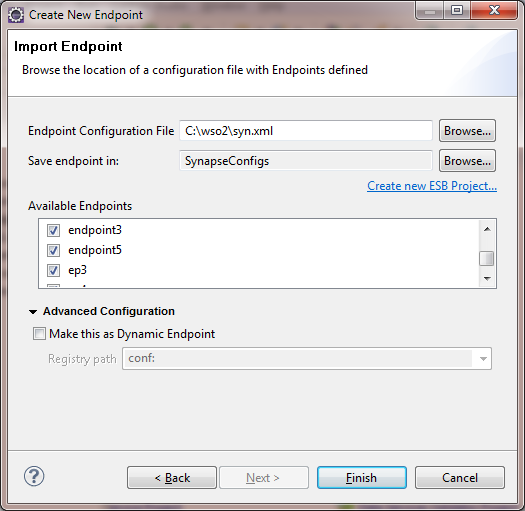 Create New Endpoint
Import Endpoint
Browse the location of a configuration file with Endpoints defined
Endpoint Configuration File C:\wso2\syn.xml Browse...
Save endpoint in: SynapseConfigs Browse...
Create new ESB Project...
Available Endpoints
endpoint3
endpoint5
ep3
Advanced Configuration
Make this as Dynamic Endpoint
Registry path conf:
< Back Next > Finish Cancel